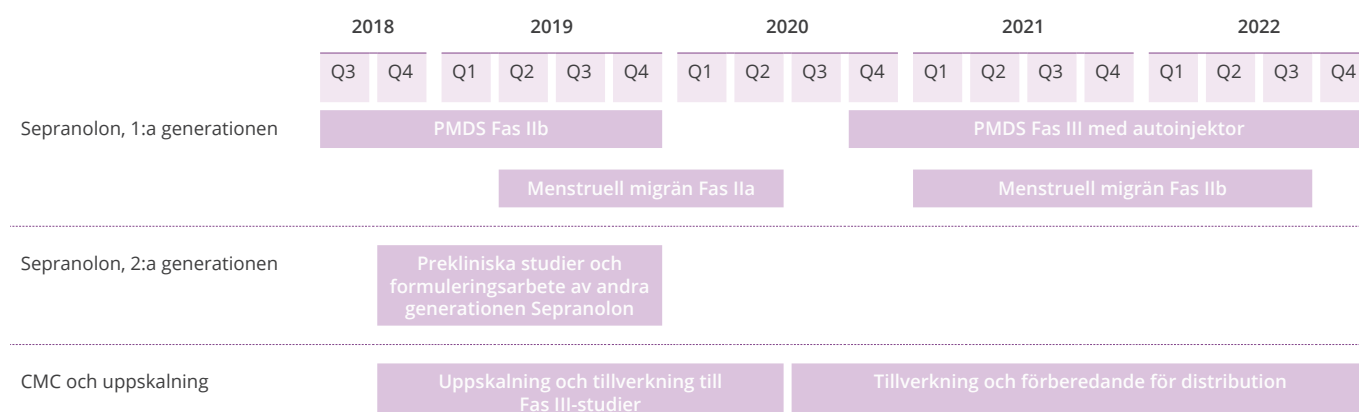 2018 2019 2020 2021 2022
Q3 Q4 Q1 Q2 Q3 Q4 Q1 Q2 Q3 Q4 Q1 Q2 Q3 Q4 Q1 Q2 Q3 Q4
Sepranolon, 1:a generationen PMDS Fas IIb PMDS Fas III med autoinjektor
Menstruell migrän Fas IIa Menstruell migrän Fas IIb
Sepranolon, 2:a generationen
Prekliniska studier och
formuleringsarbete av andra
generationen Sepranolon
CMC och uppskalning
Uppskalning och tillverkning till
Fas III-studier
Tillverkning och förberedande för distribution